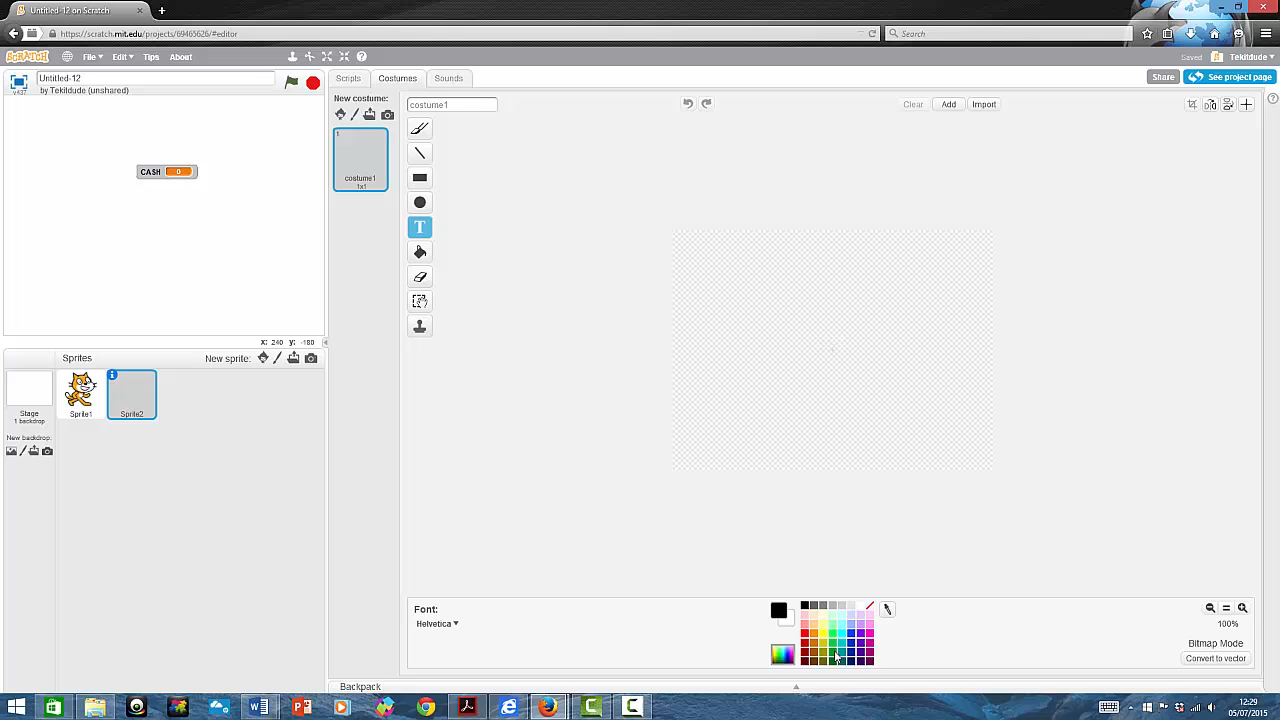 Untitled-12 on Scratch
https://scratch.mit.edu/projects/69465626/#editor
Search
SCRATCH
File
Edit
Tips
About
Saved
Tekitdude
v437
Untitled-12
by Tekitdude (unshared)
Scripts
Costumes
Sounds
Share
See project page
New costume:
costume1
Clear
Add
Import
1
costume1
1x1
CASH 0
T
x: 240 y: -180
Sprites
New sprite:
Stage
1 backdrop
Sprite1
Sprite2
New backdrop:
Font:
Helvetica
100%
Bitmap Mode
Convert to vector
Backpack
12:29
05/07/2015